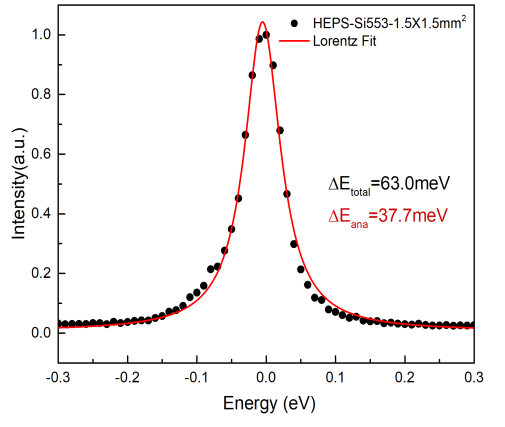 HEPS-Si553-1.5X1.5mm²
Lorentz Fit
1.0
0.8
0.6
0.4
0.2
0.0
Intensity(a.u.)
ΔEtotal=63.0meV
ΔEana=37.7meV
-0.3
-0.2
-0.1
0.0
0.1
0.2
0.3
Energy (eV)